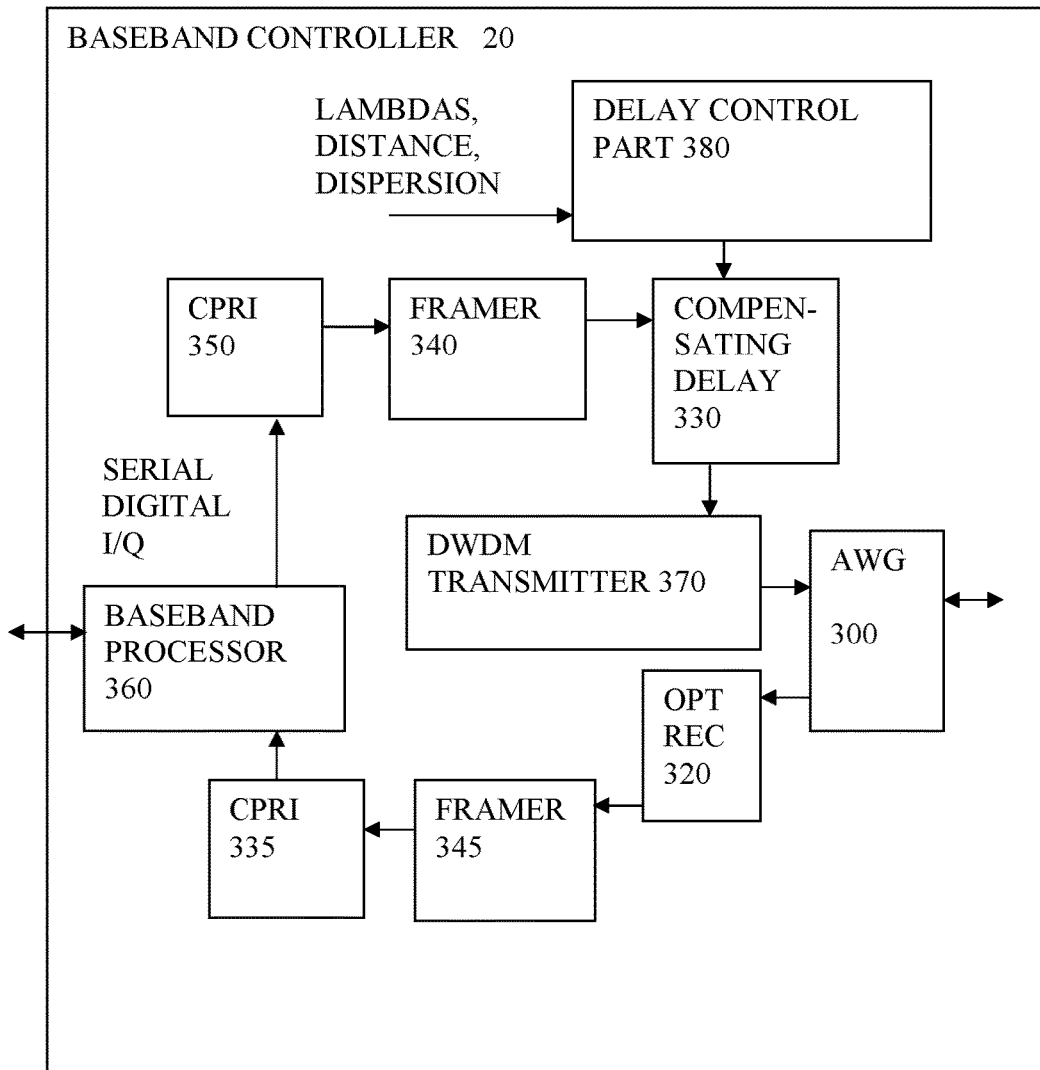 BASEBAND CONTROLLER 20
LAMBDAS,
DISTANCE,
DISPERSION
DELAY CONTROL
PART 380
CPRI
350
FRAMER
340
COMPEN-
SATING
DELAY
330
SERIAL
DIGITAL
I/Q
DWDM
TRANSMITTER 370
AWG
300
BASEBAND
PROCESSOR
360
OPT
REC
320
CPRI
335
FRAMER
345